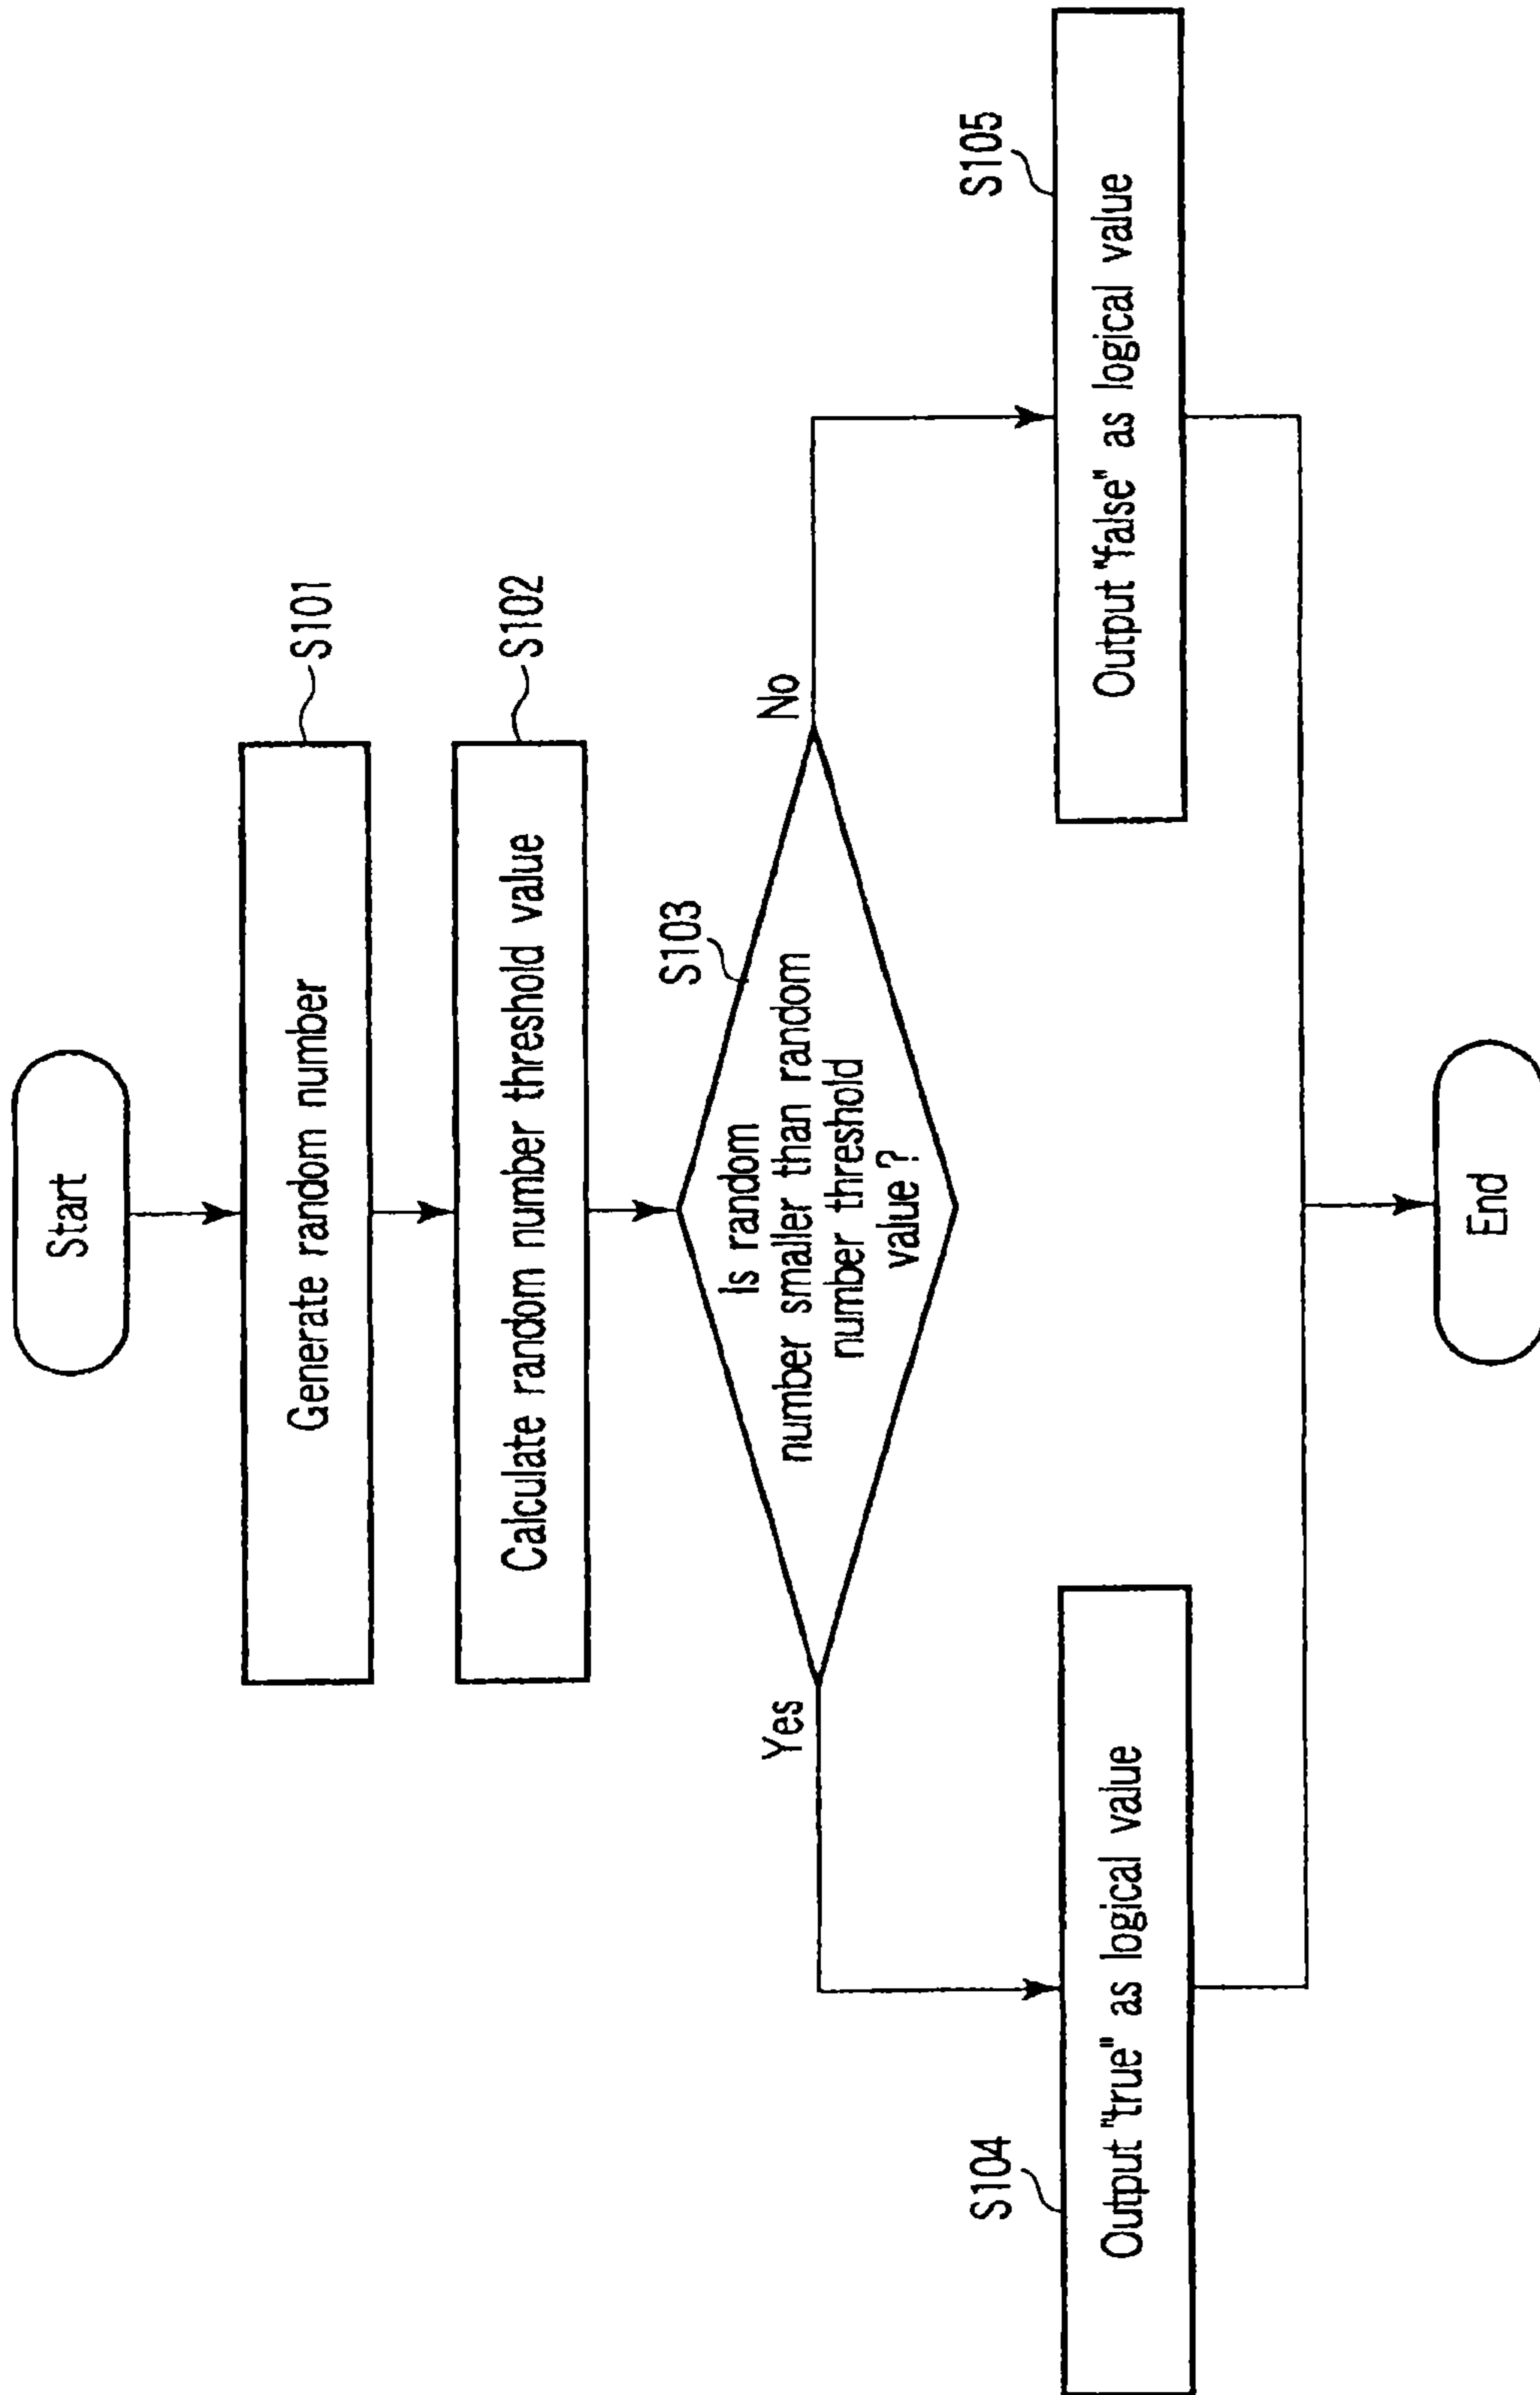 Start
Generate random number
S101
Calculate random number threshold value
S102
S103
Is random
number smaller than random
number threshold
value ?
Yes
No
S104
Output "true" as logical value
S105
Output "false" as logical value
End